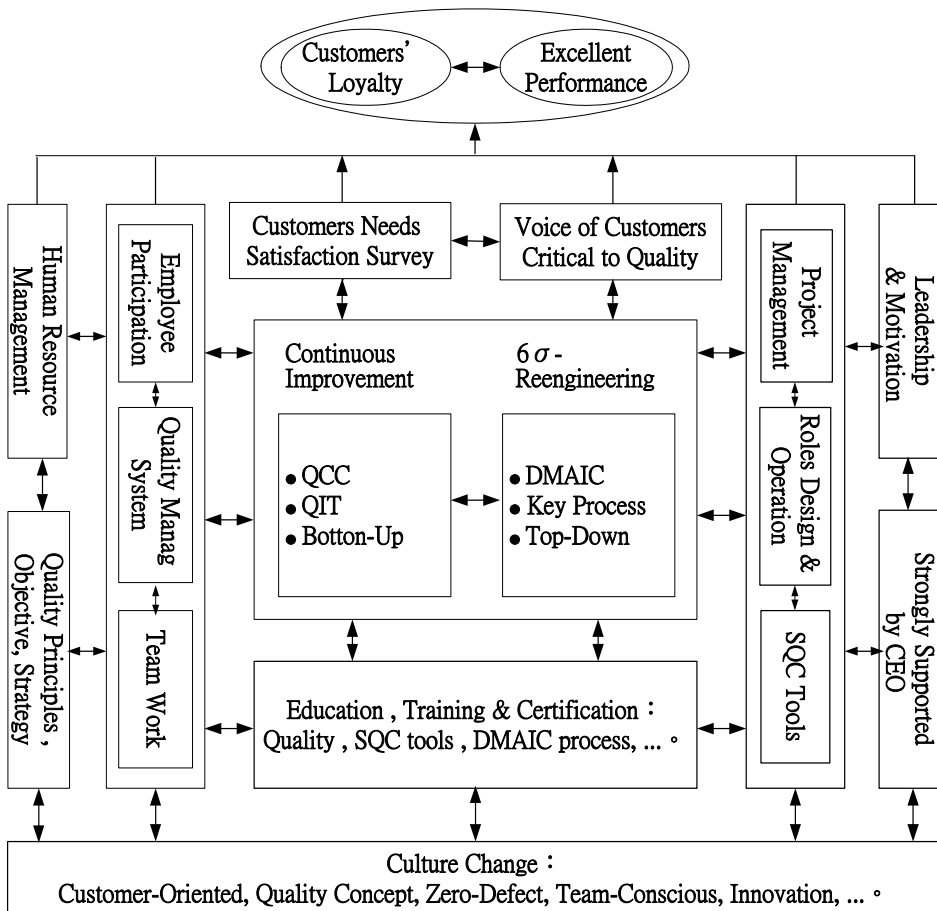 Customers'
Loyalty
Excellent
Performance
Customers Needs
Satisfaction Survey
Voice of Customers
Critical to Quality
Human Resource
Management
Employee
Participation
Project
Management
Leadership
& Motivation
Continuous
Improvement
6σ-
Reengineering
Quality Manag
System
● QCC
● QIT
● Botton-Up
● DMAIC
● Key Process
● Top-Down
Roles Design &
Operation
Quality Principles ,
Objective, Strategy
Team Work
SQC Tools
Strongly Supported
by CEO
Education , Training & Certification：
Quality , SQC tools , DMAIC process, ...。
Culture Change：
Customer-Oriented, Quality Concept, Zero-Defect, Team-Conscious, Innovation, ...。